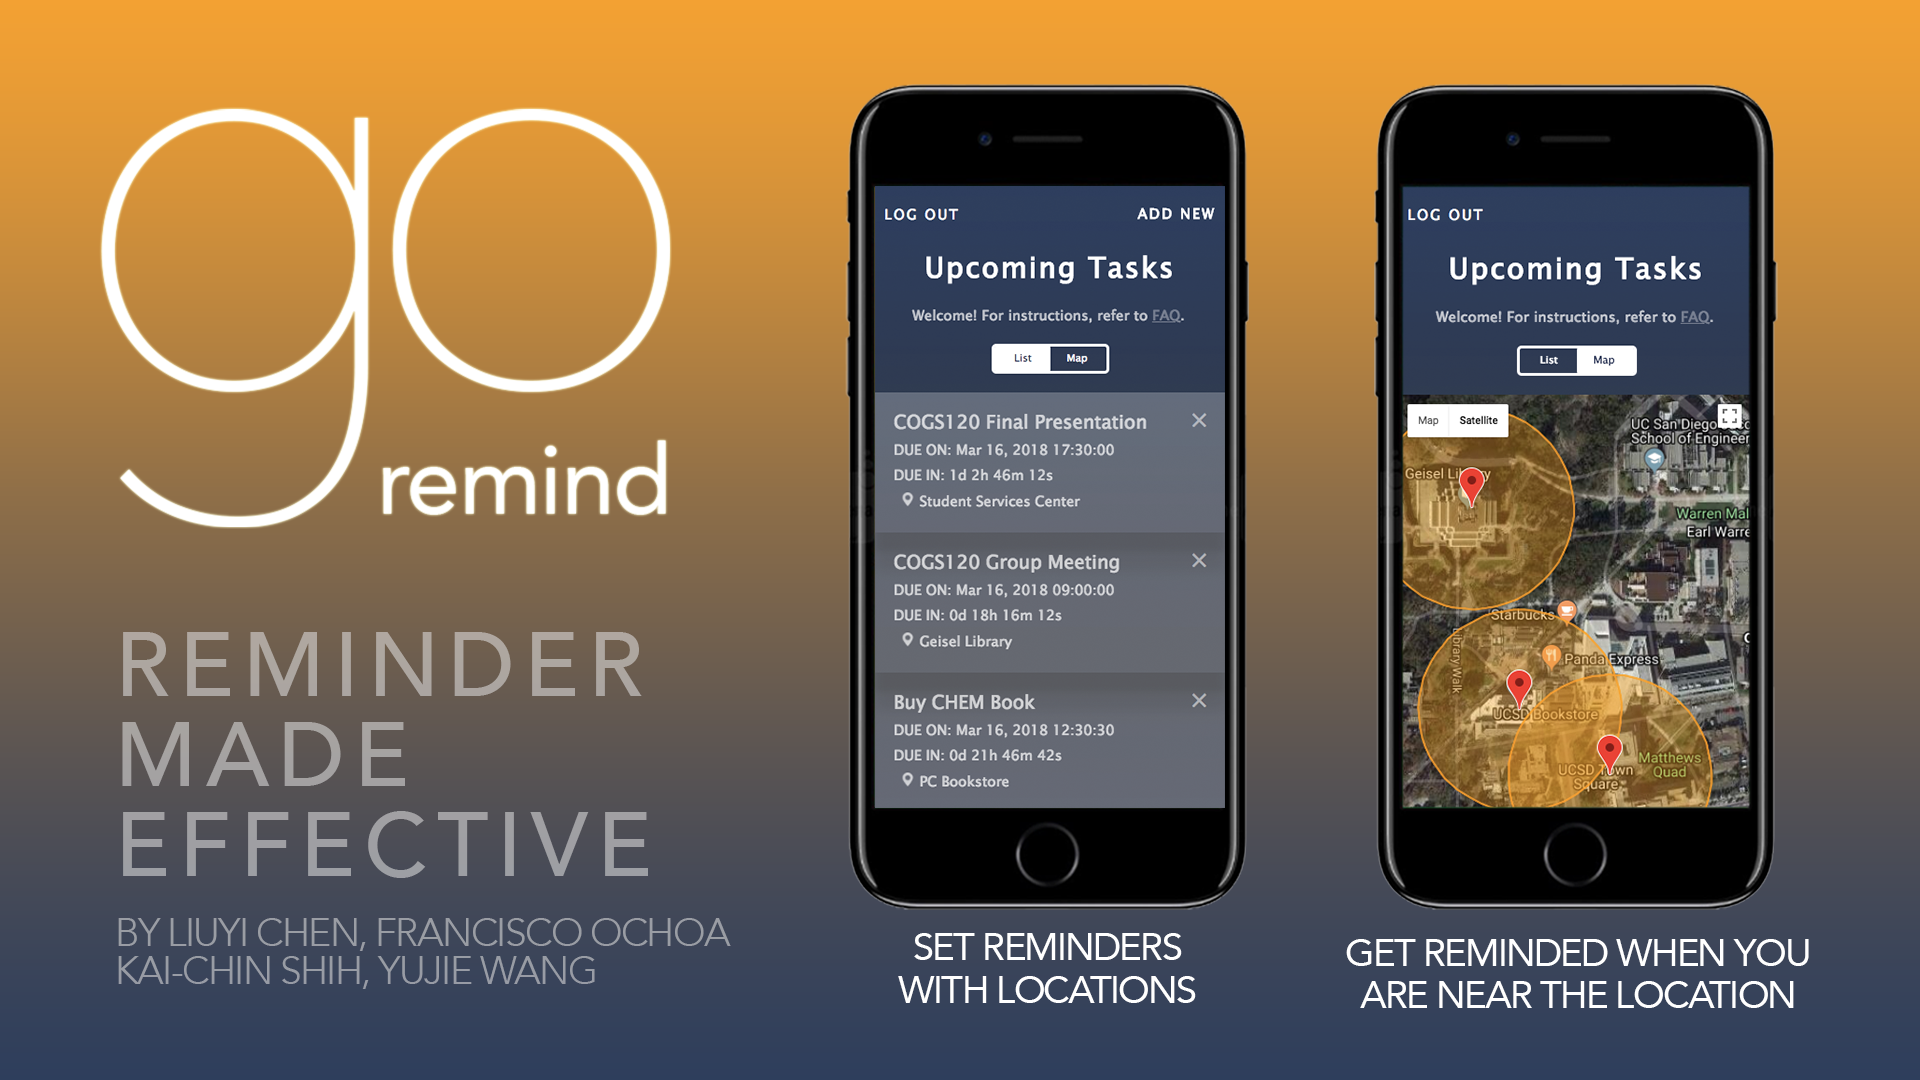 go
remind
REMINDER
MADE
EFFECTIVE
BY LIUYI CHEN, FRANCISCO OCHOA
KAI-CHIN SHIH, YUJIE WANG
LOG OUT ADD NEW
Upcoming Tasks
Welcome! For instructions, refer to FAQ.
List Map
COGS120 Final Presentation ×
DUE ON: Mar 16, 2018 17:30:00
DUE IN: 1d 2h 46m 12s
Student Services Center
COGS120 Group Meeting ×
DUE ON: Mar 16, 2018 09:00:00
DUE IN: 0d 18h 16m 12s
Geisel Library
Buy CHEM Book ×
DUE ON: Mar 16, 2018 12:30:30
DUE IN: 0d 21h 46m 42s
PC Bookstore
SET REMINDERS
WITH LOCATIONS
LOG OUT
Upcoming Tasks
Welcome! For instructions, refer to FAQ.
List Map
Map Satellite
UC San Diego
School of Engineer
Geisel Library
Warren Mal
Earl Warre
Starbucks
Library Walk
Panda Express
UCSD Bookstore
UCSD Town
Square
Matthews
Quad
GET REMINDED WHEN YOU
ARE NEAR THE LOCATION